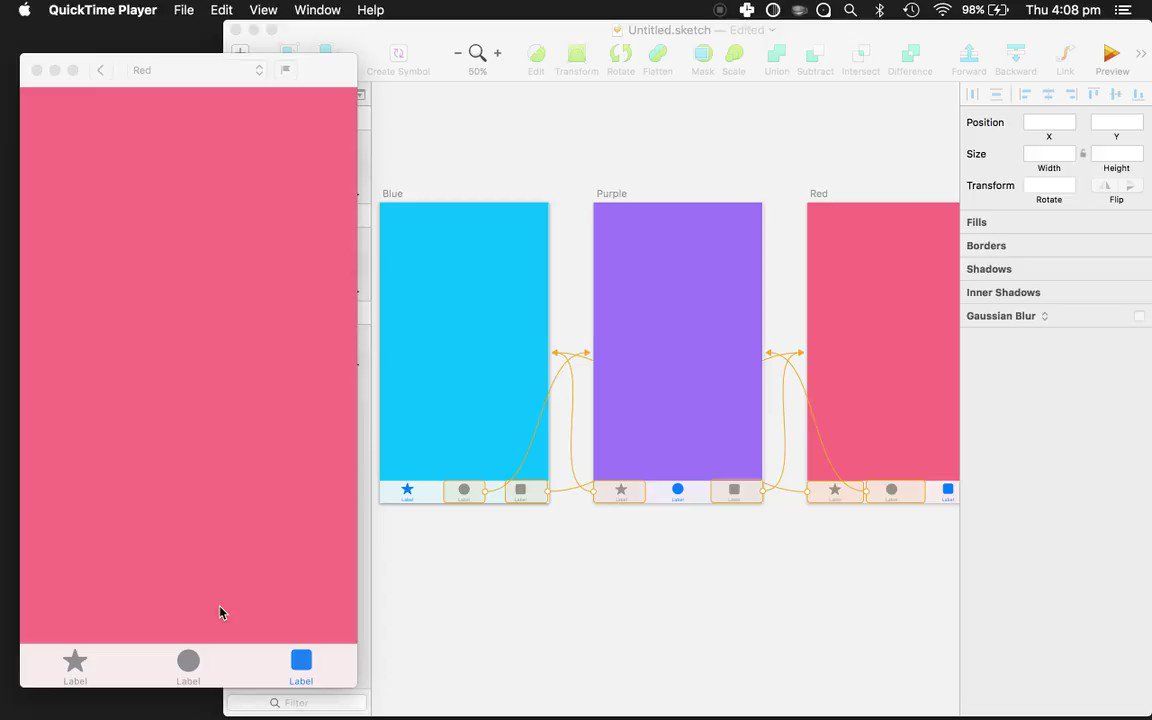 QuickTime Player File Edit View Window Help 98% Thu 4:08 pm
Untitled.sketch — Edited
Create Symbol 50% Edit Transform Rotate Flatten Mask Scale Union Subtract Intersect Difference Forward Backward Link Preview
Red
Position
X Y
Size
Width Height
Transform
Rotate Flip
Fills
Borders
Shadows
Inner Shadows
Gaussian Blur
Blue Purple Red
Label Label Label Label Label Label Label Label Label
Label Label Label
Filter